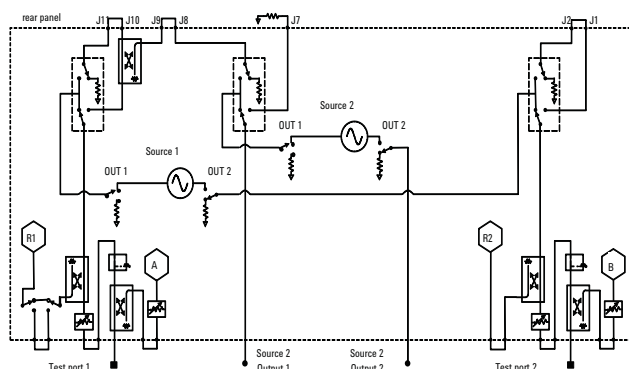 rear panel
J11 J10 J9 J8 J7 J2 J1
Source 2
OUT 1 OUT 2
Source 1
OUT 1 OUT 2
R1 A R2 B
Test port 1
Source 2
Output 1
Source 2
Output 2
Test port 2